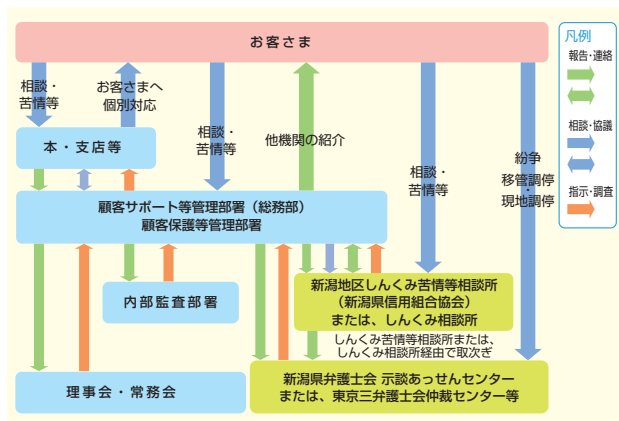 お客さま
凡例
報告・連絡
相談・協議
指示・調査
相談・
苦情等
お客さまへ
個別対応
相談・
苦情等
他機関の紹介
相談・
苦情等
紛争
移管調停・
現地調停
本・支店等
顧客サポート等管理部署（総務部）
顧客保護等管理部署
内部監査部署
新潟地区しんくみ苦情等相談所
（新潟県信用組合協会）
または、しんくみ相談所
しんくみ苦情等相談所または、
しんくみ相談所経由で取次ぎ
理事会・常務会
新潟県弁護士会 示談あっせんセンター
または、東京三弁護士会仲裁センター等